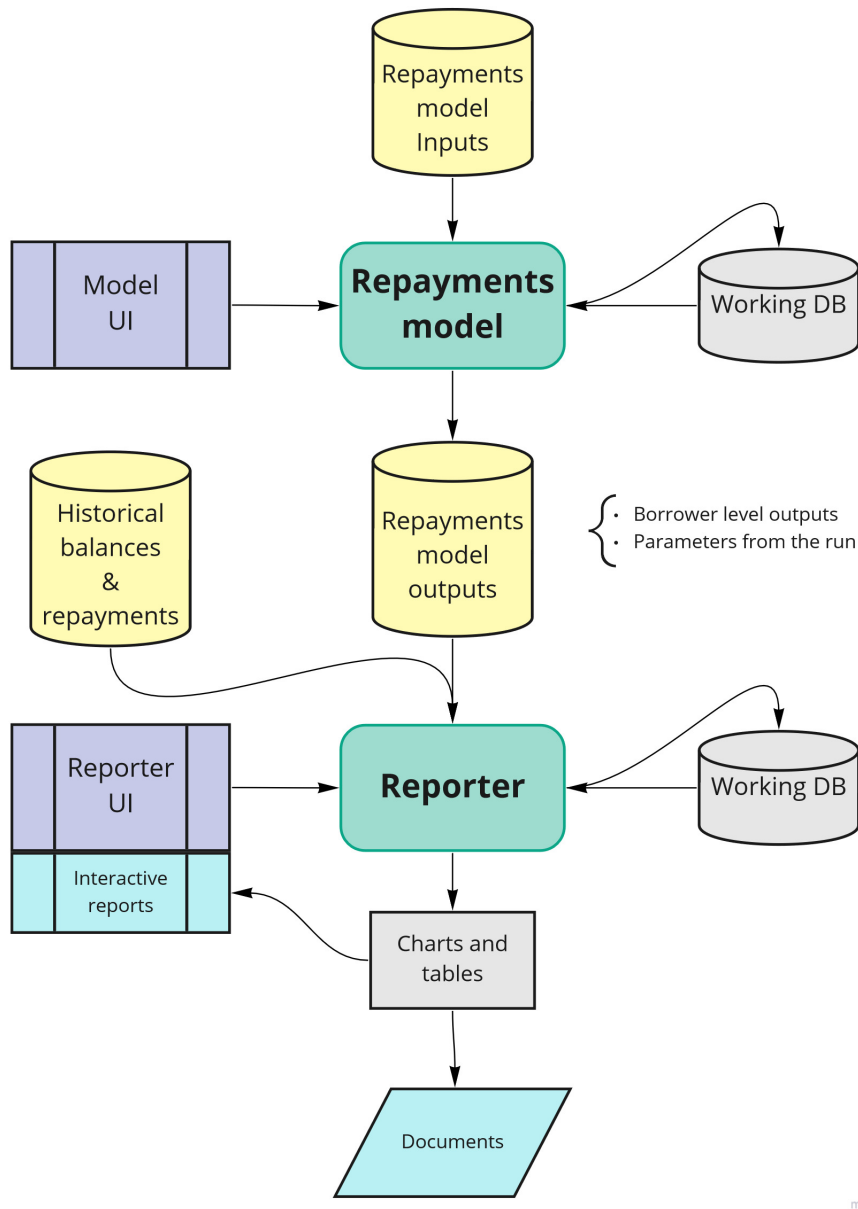 Repayments
model
Inputs
Model
UI
Repayments
model
Working DB
Historical
balances
&
repayments
Repayments
model
outputs
• Borrower level outputs
• Parameters from the run
Reporter
UI
Reporter
Working DB
Interactive
reports
Charts and
tables
Documents